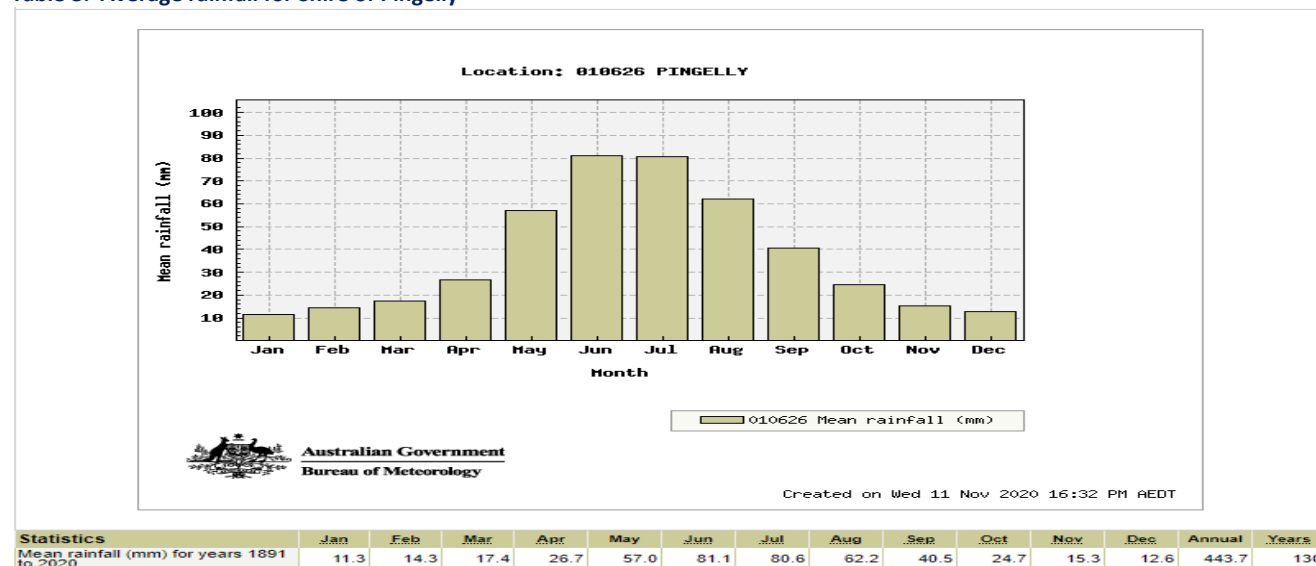 Location: 010626 PINGELLY
Mean rainfall (mm)
100
90
80
70
60
50
40
30
20
10
Jan Feb Mar Apr May Jun Jul Aug Sep Oct Nov Dec
Month
010626 Mean rainfall (mm)
Australian Government
Bureau of Meteorology
Created on Wed 11 Nov 2020 16:32 PM AEDT
Statistics Jan Feb Mar Apr May Jun Jul Aug Sep Oct Nov Dec Annual Years
Mean rainfall (mm) for years 1891 to 2020 11.3 14.3 17.4 26.7 57.0 81.1 80.6 62.2 40.5 24.7 15.3 12.6 443.7 130